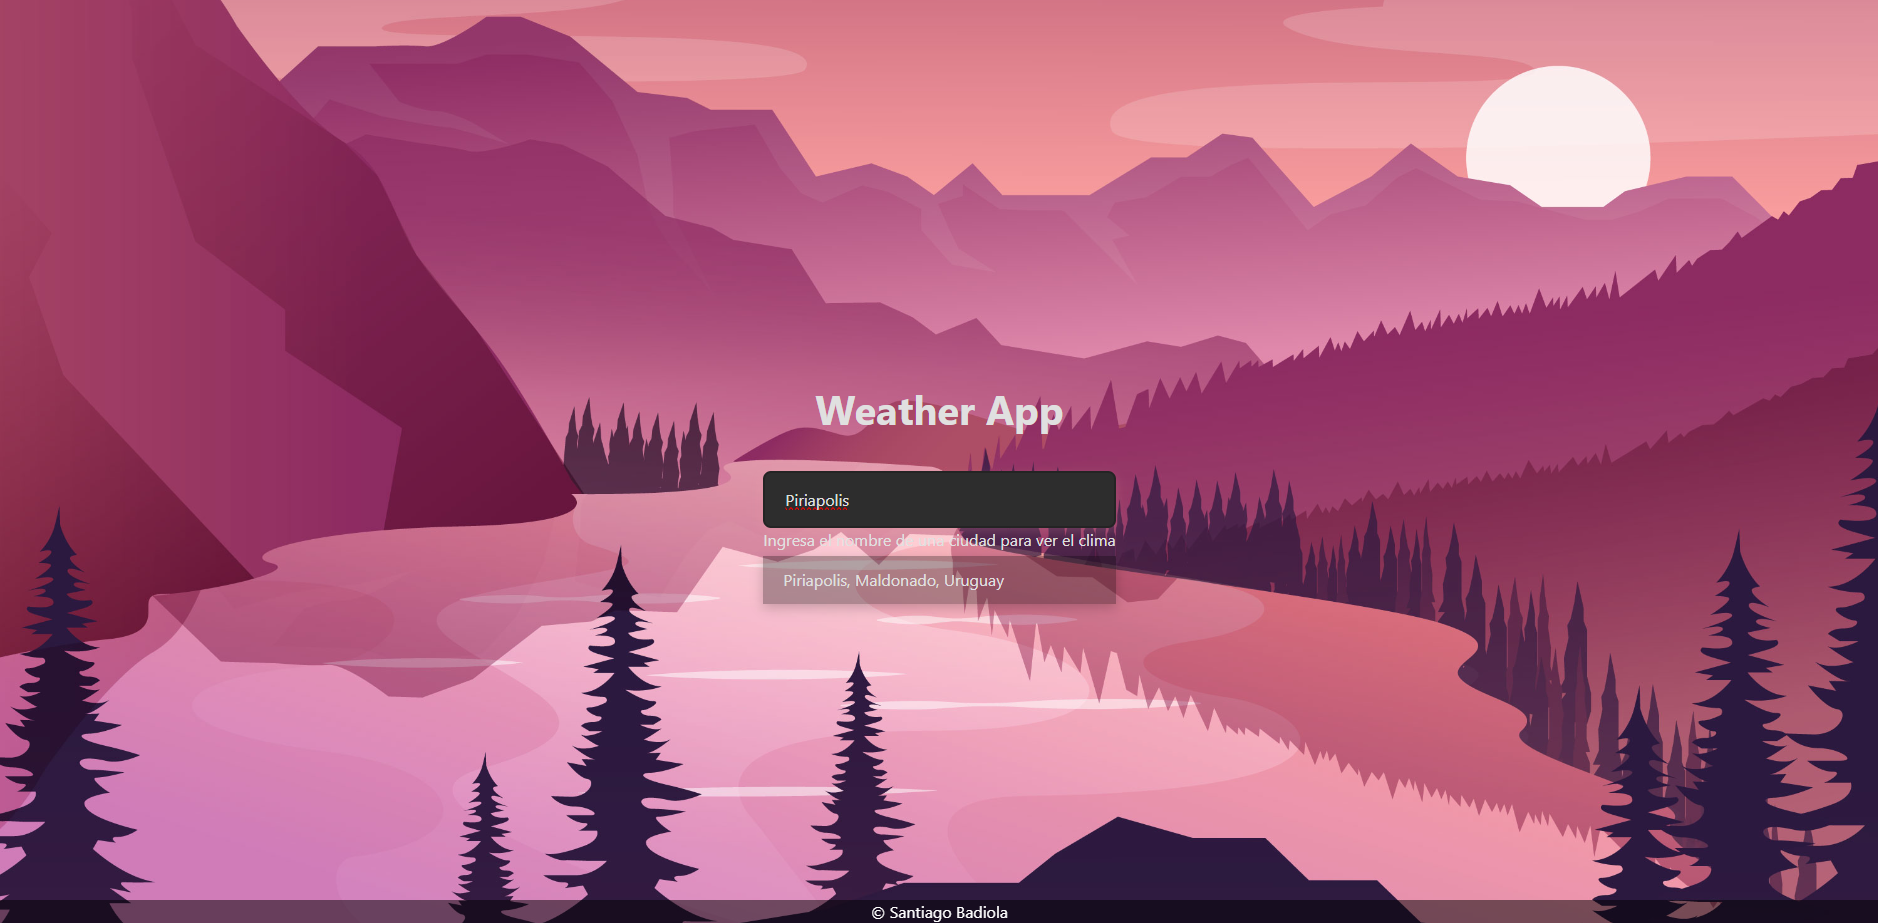 Weather App
Piriapolis
Ingresa el nombre de una ciudad para ver el clima
Piriapolis, Maldonado, Uruguay
© Santiago Badiola